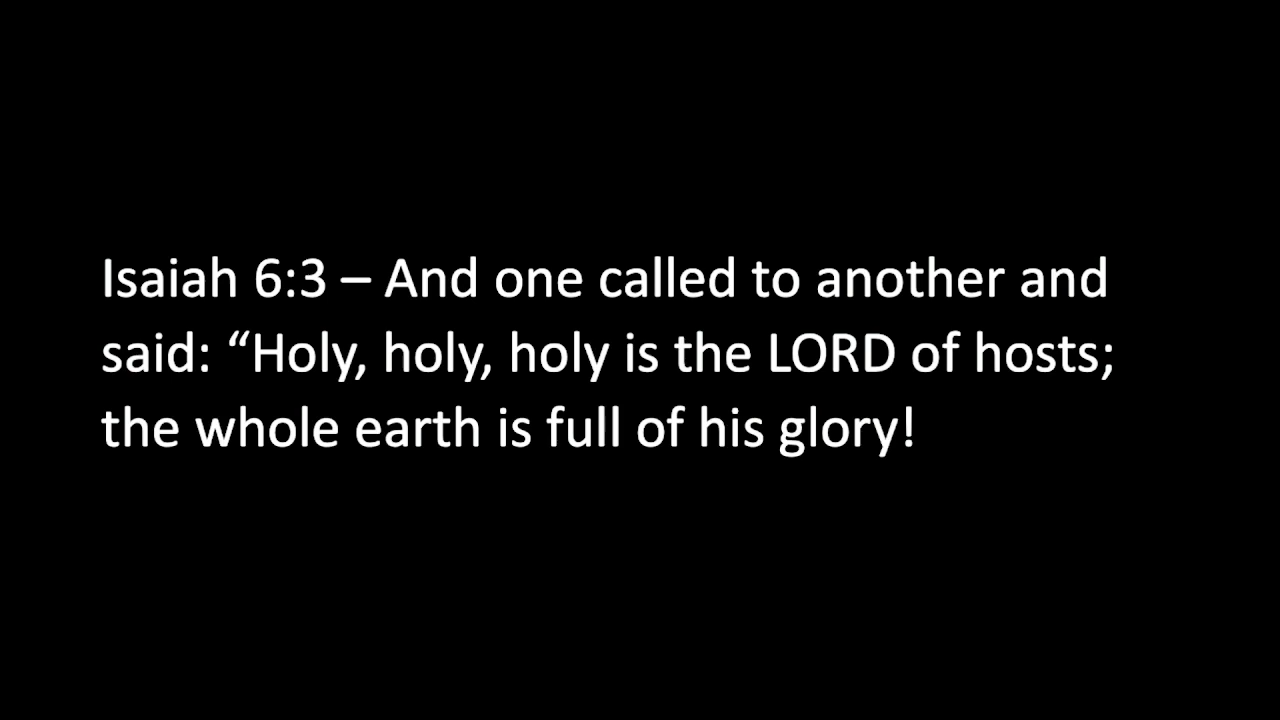 Isaiah 6:3 – And one called to another and
said: “Holy, holy, holy is the LORD of hosts;
the whole earth is full of his glory!